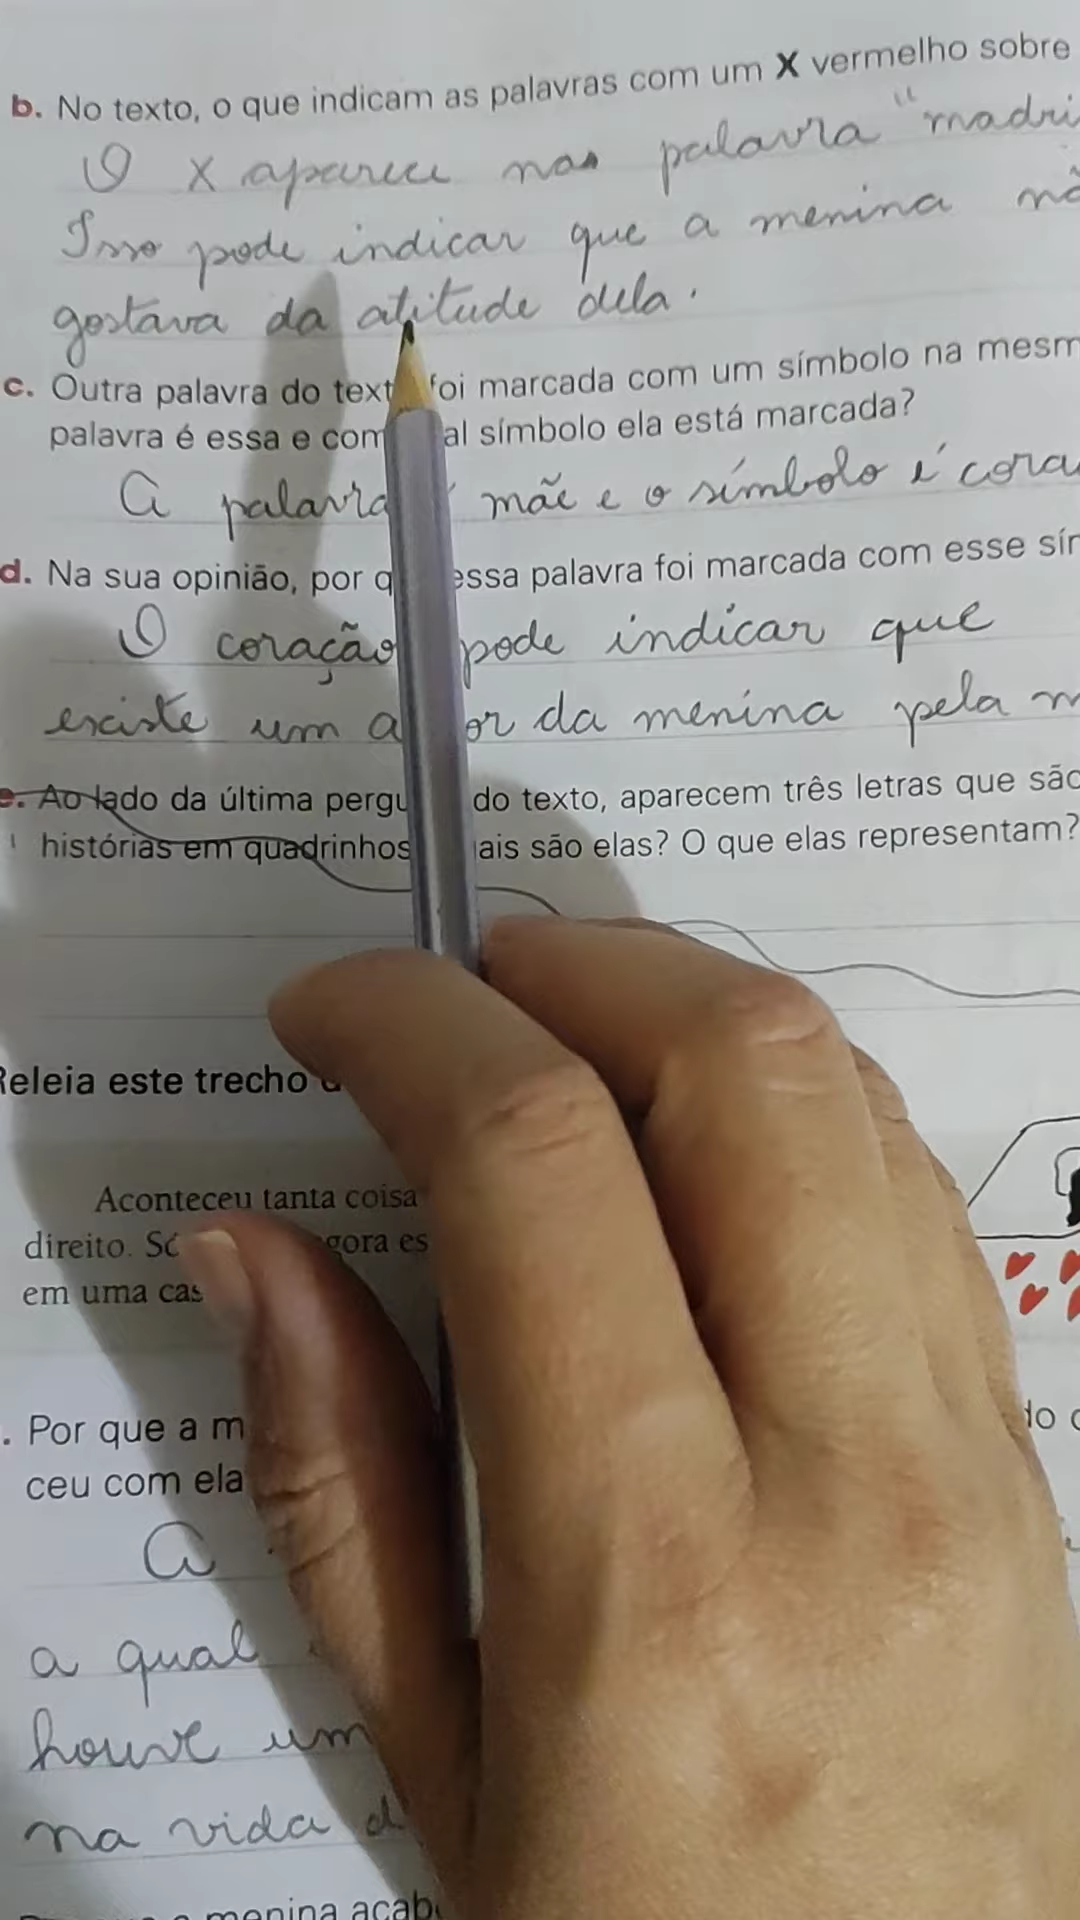 b. No texto, o que indicam as palavras com um X vermelho sobre
O x aparece nas palavra "madri
Isso pode indicar que a menina nã
gostava da atitude dela.
c. Outra palavra do text foi marcada com um símbolo na mesm
palavra é essa e com al símbolo ela está marcada?
A palavra mãe e o símbolo é cora
d. Na sua opinião, por q essa palavra foi marcada com esse sím
O coração pode indicar que
existe um a or da menina pela m
e. Ao lado da última pergu do texto, aparecem três letras que são
histórias em quadrinhos ais são elas? O que elas representam?
Releia este trecho d
Aconteceu tanta coisa
direito. Só gora es
em uma cas
. Por que a m do
ceu com ela
A
a qual
houve um
na vida d
menina acab